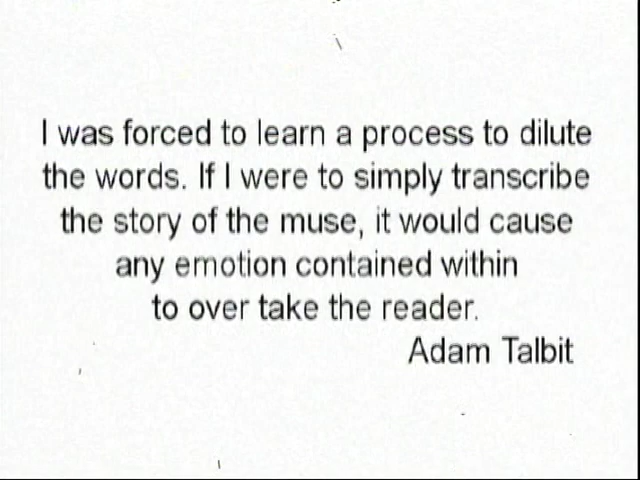 I was forced to learn a process to dilute
the words. If I were to simply transcribe
the story of the muse, it would cause
any emotion contained within
to over take the reader.
Adam Talbit